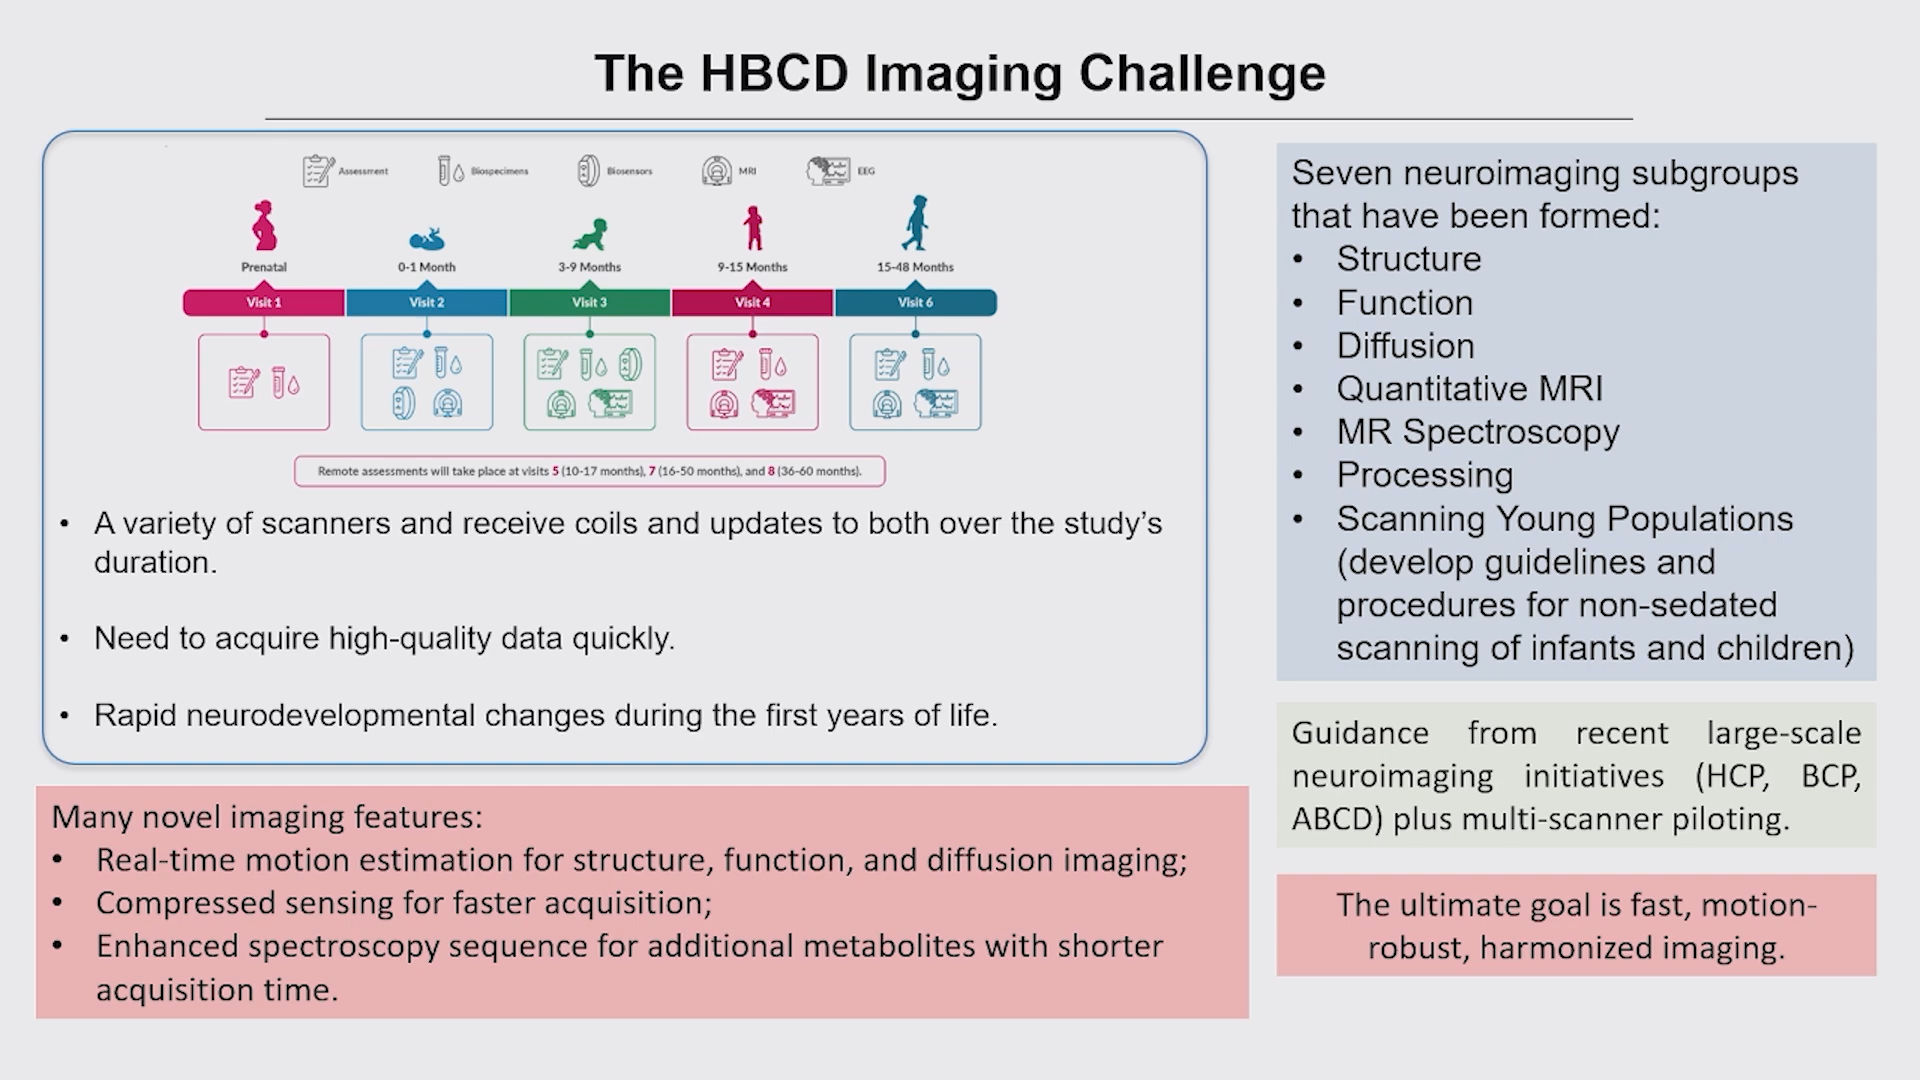 The HBCD Imaging Challenge
Assessment
Biospecimens
Biosensors
MRI
EEG
Prenatal
0-1 Month
3-9 Months
9-15 Months
15-48 Months
Visit 1
Visit 2
Visit 3
Visit 4
Visit 6
Remote assessments will take place at visits 5 (10-17 months), 7 (16-50 months), and 8 (36-60 months).
• A variety of scanners and receive coils and updates to both over the study's
duration.
• Need to acquire high-quality data quickly.
• Rapid neurodevelopmental changes during the first years of life.
Many novel imaging features:
• Real-time motion estimation for structure, function, and diffusion imaging;
• Compressed sensing for faster acquisition;
• Enhanced spectroscopy sequence for additional metabolites with shorter
acquisition time.
Seven neuroimaging subgroups
that have been formed:
• Structure
• Function
• Diffusion
• Quantitative MRI
• MR Spectroscopy
• Processing
• Scanning Young Populations
(develop guidelines and
procedures for non-sedated
scanning of infants and children)
Guidance from recent large-scale
neuroimaging initiatives (HCP, BCP,
ABCD) plus multi-scanner piloting.
The ultimate goal is fast, motion-
robust, harmonized imaging.